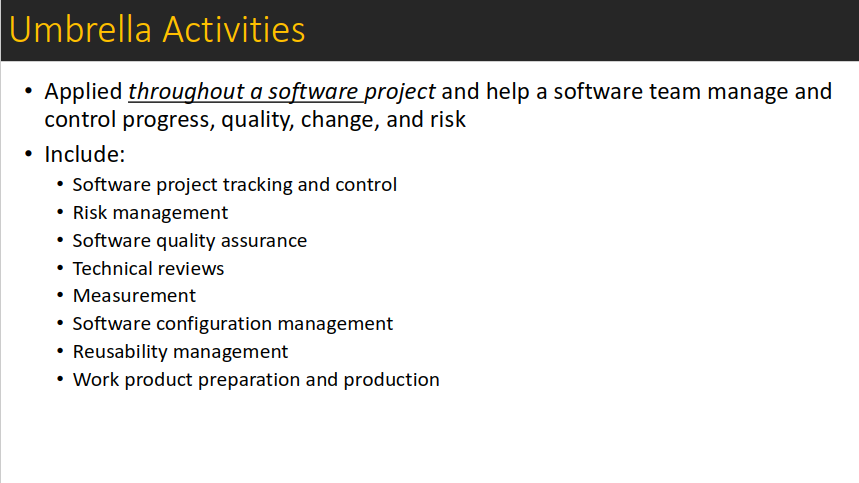 Umbrella Activities
• Applied throughout a software project and help a software team manage and
control progress, quality, change, and risk
• Include:
• Software project tracking and control
• Risk management
• Software quality assurance
• Technical reviews
• Measurement
• Software configuration management
• Reusability management
• Work product preparation and production